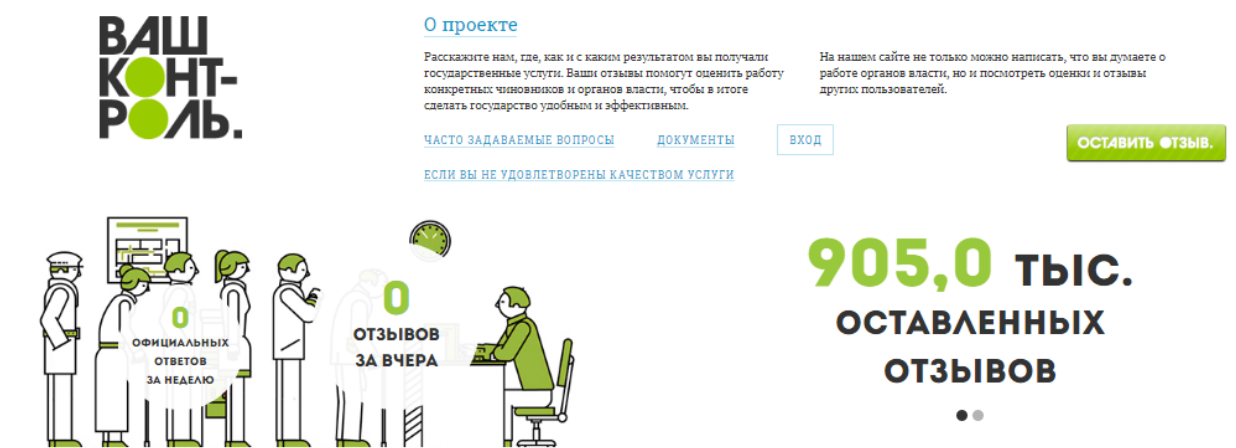 ВАШ
КОНТ-
РОЛЬ.
О проекте
Расскажите нам, где, как и с каким результатом вы получали
государственные услуги. Ваши отзывы помогут оценить работу
конкретных чиновников и органов власти, чтобы в итоге
сделать государство удобным и эффективным.
На нашем сайте не только можно написать, что вы думаете о
работе органов власти, но и посмотреть оценки и отзывы
других пользователей.
ЧАСТО ЗАДАВАЕМЫЕ ВОПРОСЫ
ДОКУМЕНТЫ
ВХОД
ОСТАВИТЬ ОТЗЫВ.
ЕСЛИ ВЫ НЕ УДОВЛЕТВОРЕНЫ КАЧЕСТВОМ УСЛУГИ
0
ОФИЦИАЛЬНЫХ
ОТВЕТОВ
ЗА НЕДЕЛЮ
0
ОТЗЫВОВ
ЗА ВЧЕРА
905,0 ТЫС.
ОСТАВЛЕННЫХ
ОТЗЫВОВ